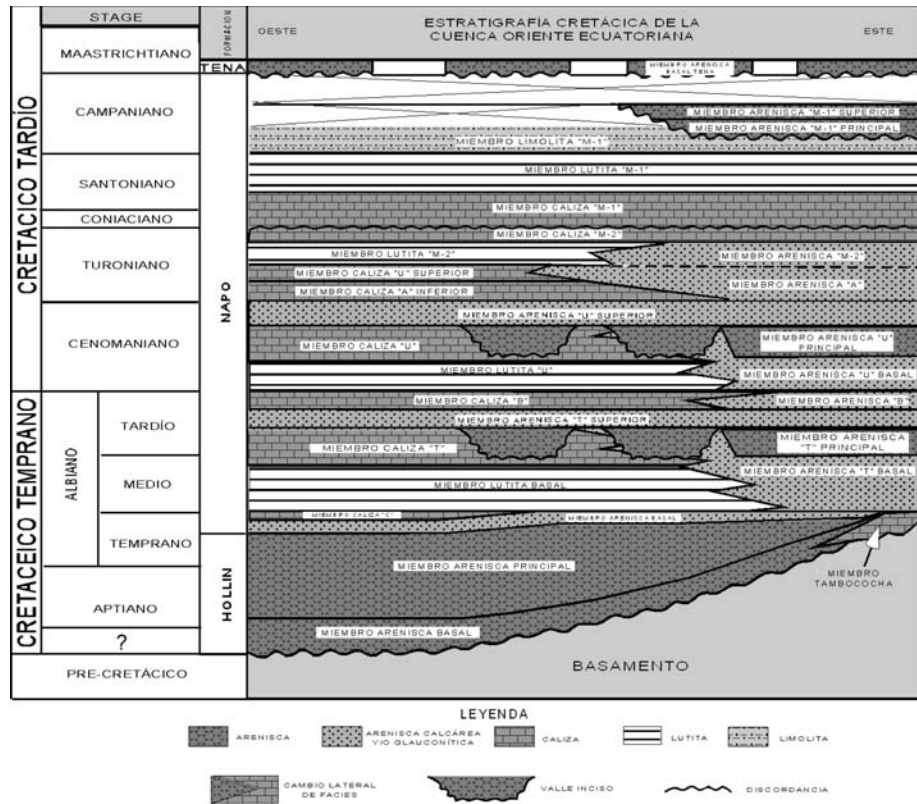 STAGE
FORMACION
ESTRATIGRAFÍA CRETÁCICA DE LA
CUENCA ORIENTE ECUATORIANA
OESTE
ESTE
CRETACICO TARDÍO
MAASTRICHTIANO
CAMPANIANO
SANTONIANO
CONIACIANO
TURONIANO
CENOMANIANO
CRETACEICO TEMPRANO
ALBIANO
TARDÍO
MEDIO
TEMPRANO
APTIANO
?
PRE-CRETÁCICO
TENA
NAPO
HOLLIN
MIEMBRO ARENISCA
BASALTENA
MIEMBRO ARENISCA "M-1" SUPERIOR
MIEMBRO ARENISCA "M-1" PRINCIPAL
MIEMBRO LIMOLITA "M-1"
MIEMBRO LUTITA "M-1"
MIEMBRO CALIZA "M-1"
MIEMBRO CALIZA "M-2"
MIEMBRO LUTITA "M-2"
MIEMBRO ARENISCA "M-2"
MIEMBRO CALIZA "U" SUPERIOR
MIEMBRO CALIZA "A" INFERIOR
MIEMBRO ARENISCA "A"
MIEMBRO ARENISCA "U" SUPERIOR
MIEMBRO CALIZA "U"
MIEMBRO ARENISCA "U"
PRINCIPAL
MIEMBRO LUTITA "U"
MIEMBRO ARENISCA "U" BASAL
MIEMBRO CALIZA "B"
MIEMBRO ARENISCA "B"
MIEMBRO ARENISCA "T" SUPERIOR
MIEMBRO CALIZA "T"
MIEMBRO ARENISCA
"T" PRINCIPAL
MIEMBRO ARENISCA "T" BASAL
MIEMBRO LUTITA BASAL
MIEMBRO CALIZA "C"
MIEMBRO ARENISCA BASAL
MIEMBRO ARENISCA PRINCIPAL
MIEMBRO
TAMBOCOCHA
MIEMBRO ARENISCA BASAL
BASAMENTO
LEYENDA
ARENISCA
ARENISCA CALCÁREA
Y/O GLAUCONÍTICA
CALIZA
LUTITA
LIMOLITA
CAMBIO LATERAL
DE FACIES
VALLE INCISO
DISCORDANCIA